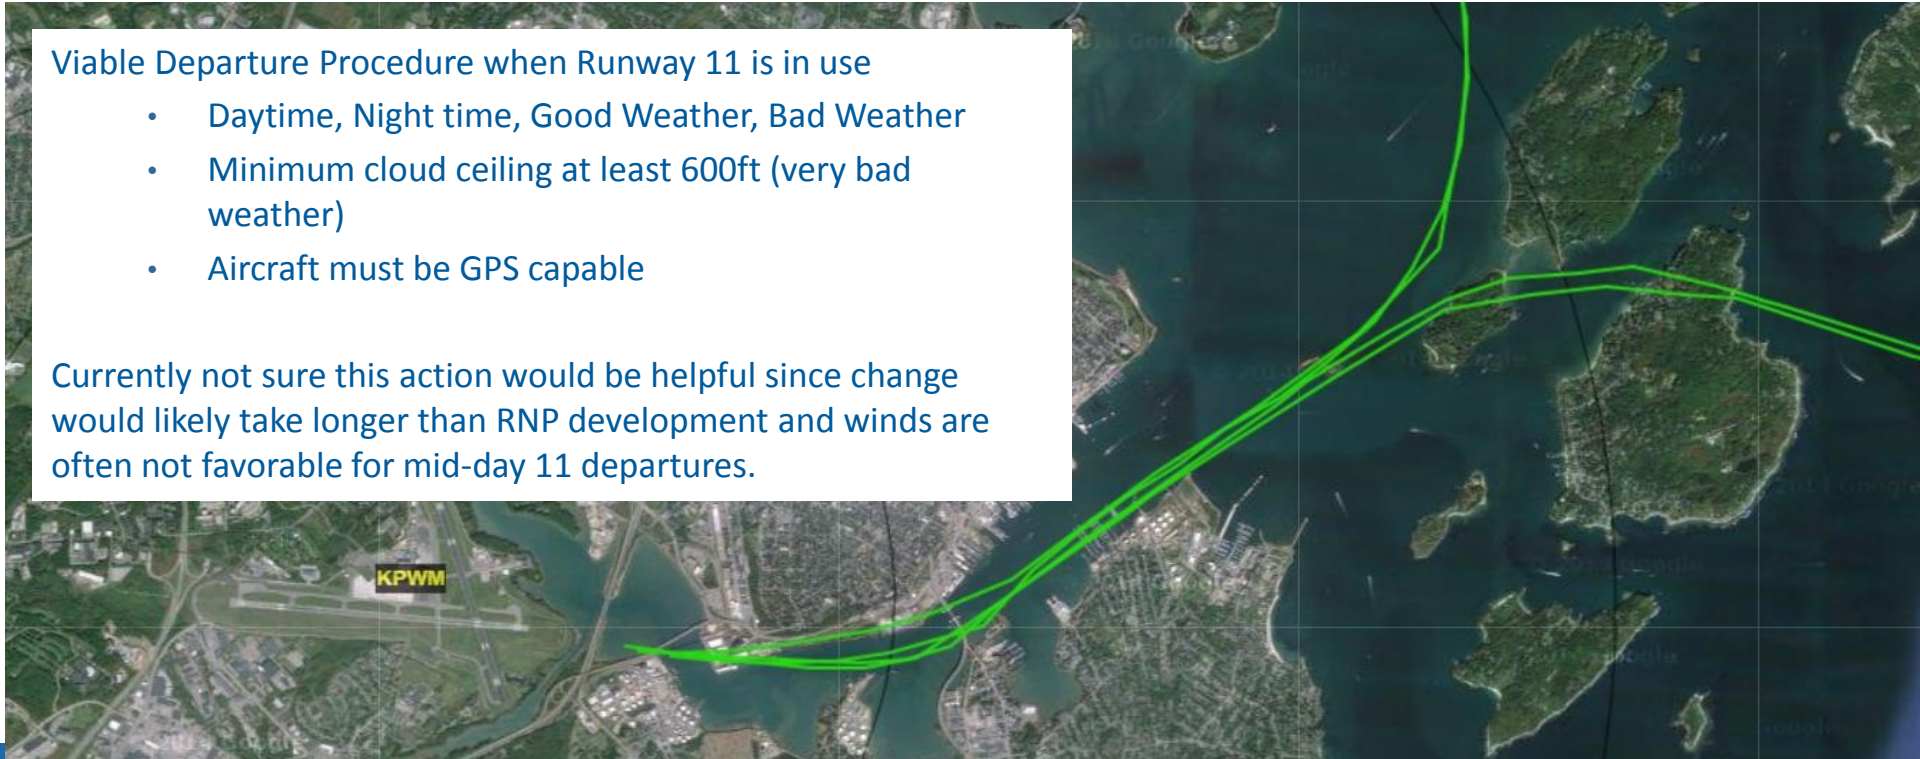 Viable Departure Procedure when Runway 11 is in use
• Daytime, Night time, Good Weather, Bad Weather
• Minimum cloud ceiling at least 600ft (very bad
weather)
• Aircraft must be GPS capable
Currently not sure this action would be helpful since change
would likely take longer than RNP development and winds are
often not favorable for mid-day 11 departures.
KPWM